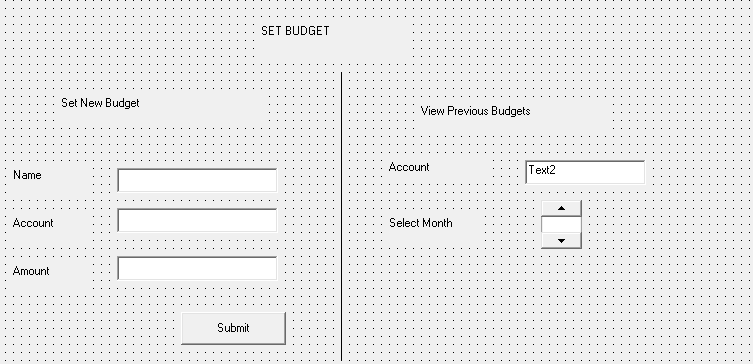 SET BUDGET
Set New Budget
Name
Account
Amount
Submit
View Previous Budgets
Account
Text2
Select Month